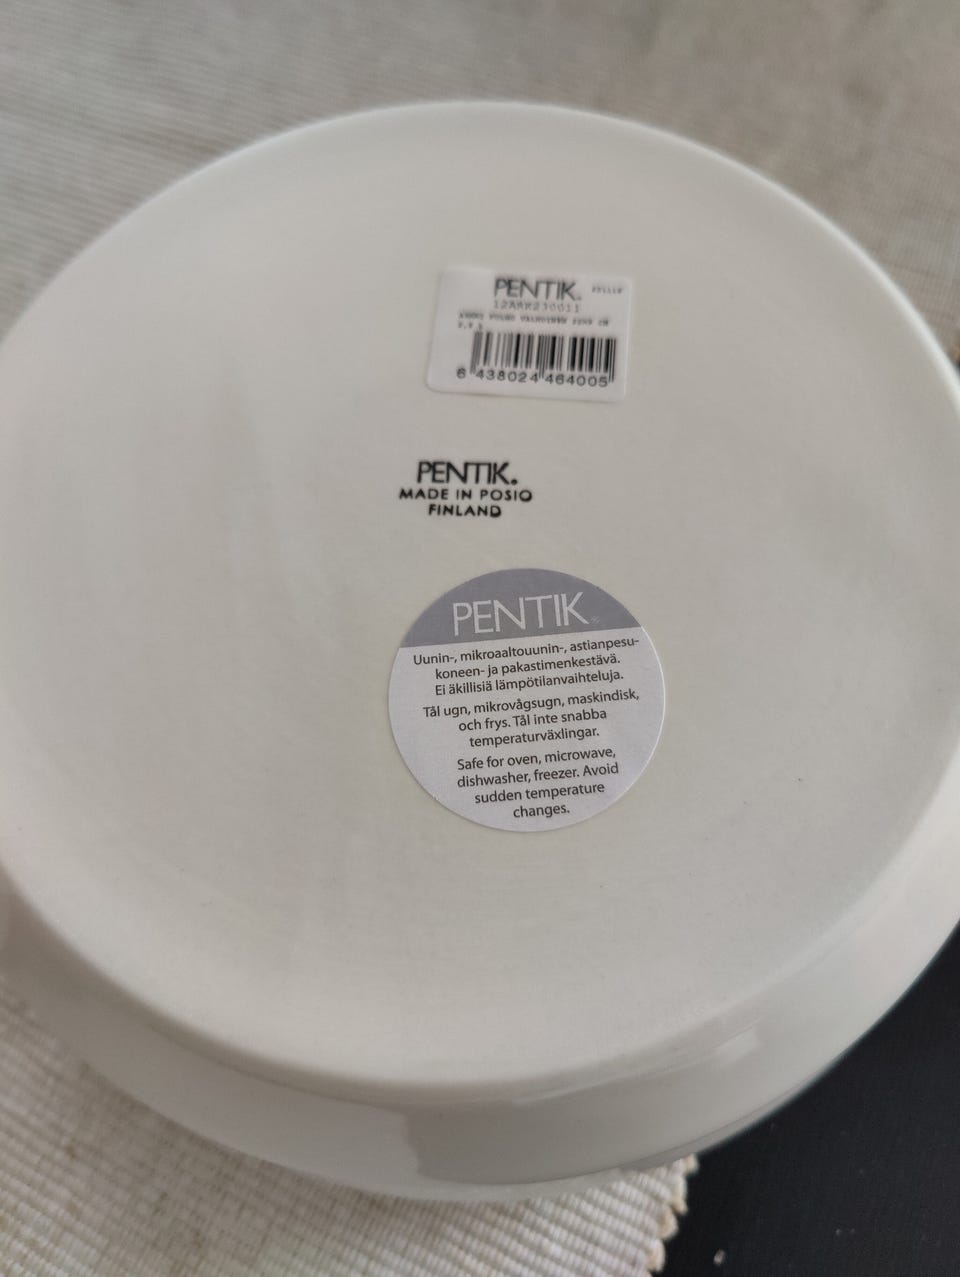 PENTIK.
6 438024 464005
PENTIK.
MADE IN POSIO
FINLAND
PENTIK®
Uunin-, mikroaaltouunin-, astianpesu-
koneen- ja pakastimenkestävä.
Ei äkillisiä lämpötilanvaihteluja.
Tål ugn, mikrovågsugn, maskindisk,
och frys. Tål inte snabba
temperaturväxlingar.
Safe for oven, microwave,
dishwasher, freezer. Avoid
sudden temperature
changes.